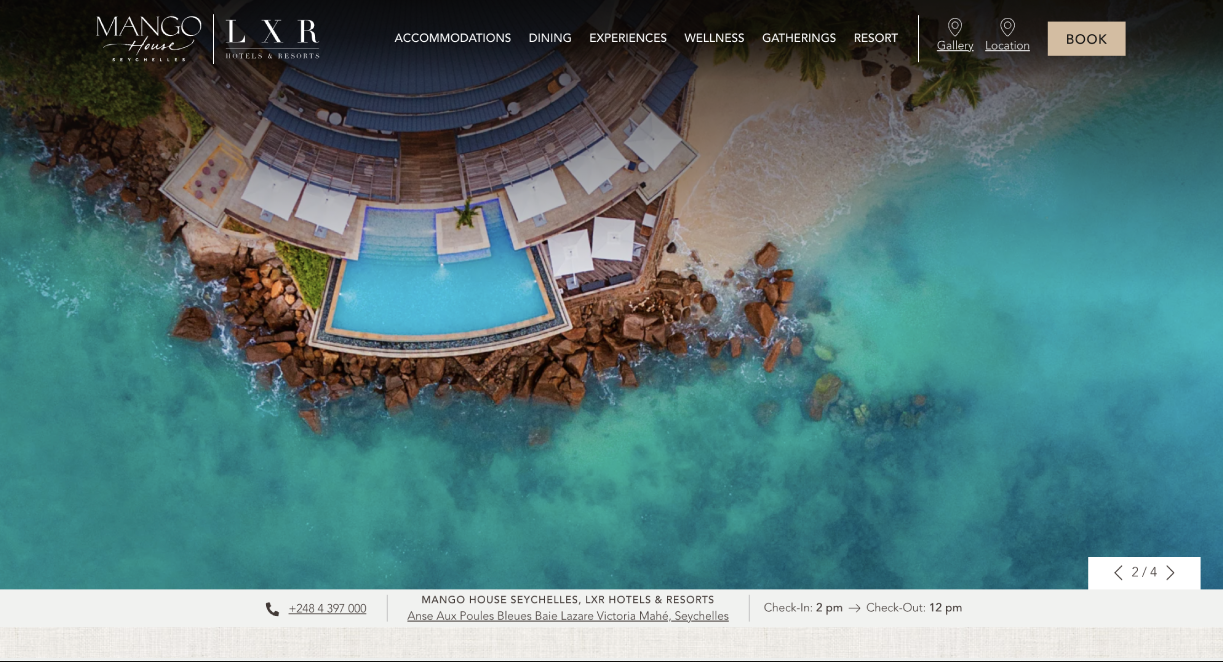 MANGO
House
SEYCHELLES
LXR
HOTELS & RESORTS
ACCOMMODATIONS DINING EXPERIENCES WELLNESS GATHERINGS RESORT
Gallery Location
BOOK
2 / 4
+248 4 397 000
MANGO HOUSE SEYCHELLES, LXR HOTELS & RESORTS
Anse Aux Poules Bleues Baie Lazare Victoria Mahé, Seychelles
Check-In: 2 pm → Check-Out: 12 pm